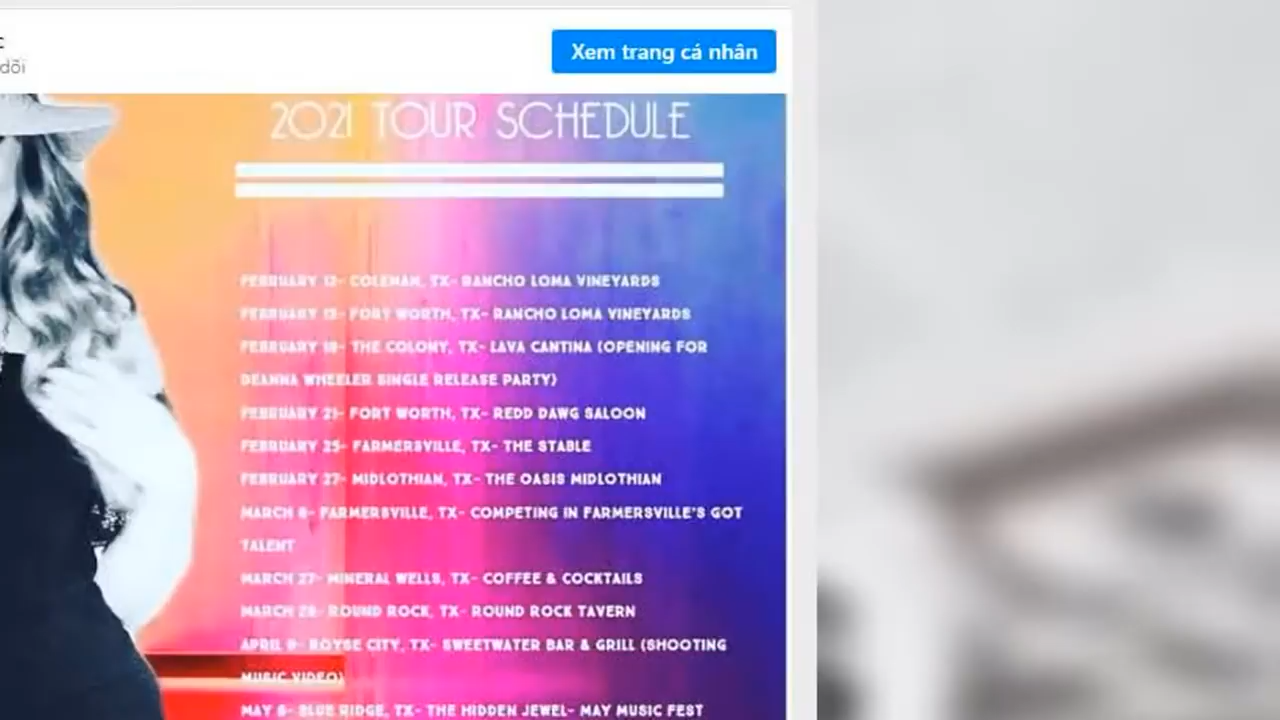 dõi
Xem trang cá nhân
2021 TOUR SCHEDULE
FEBRUARY 12- COLEMAN, TX- RANCHO LOMA VINEYARDS
FEBRUARY 13- FORT WORTH, TX- RANCHO LOMA VINEYARDS
FEBRUARY THE COLONY, TX- LAVA CANTINA (OPENING FOR
DEANNA WHEELER SINGLE RELEASE PARTY)
FEBRUARY 21- FORT WORTH, TX- REDD DAWG SALOON
FEBRUARY 25- FARMERSVILLE, TX- THE STABLE
FEBRUARY 27- MIDLOTHIAN, TX- THE OASIS MIDLOTHIAN
MARCH FARMERSVILLE, TX- COMPETING IN FARMERSVILLE'S GOT
TALENT
MARCH 27- MINERAL WELLS, TX- COFFEE & COCKTAILS
MARCH 28- ROUND ROCK, TX- ROUND ROCK TAVERN
APRIL ROYSE CITY, TX- SWEETWATER BAR & GRILL (SHOOTING
MUSIC VIDEO)
MAY BLUE RIDGE, TX- THE HIDDEN JEWEL- MAY MUSIC FEST